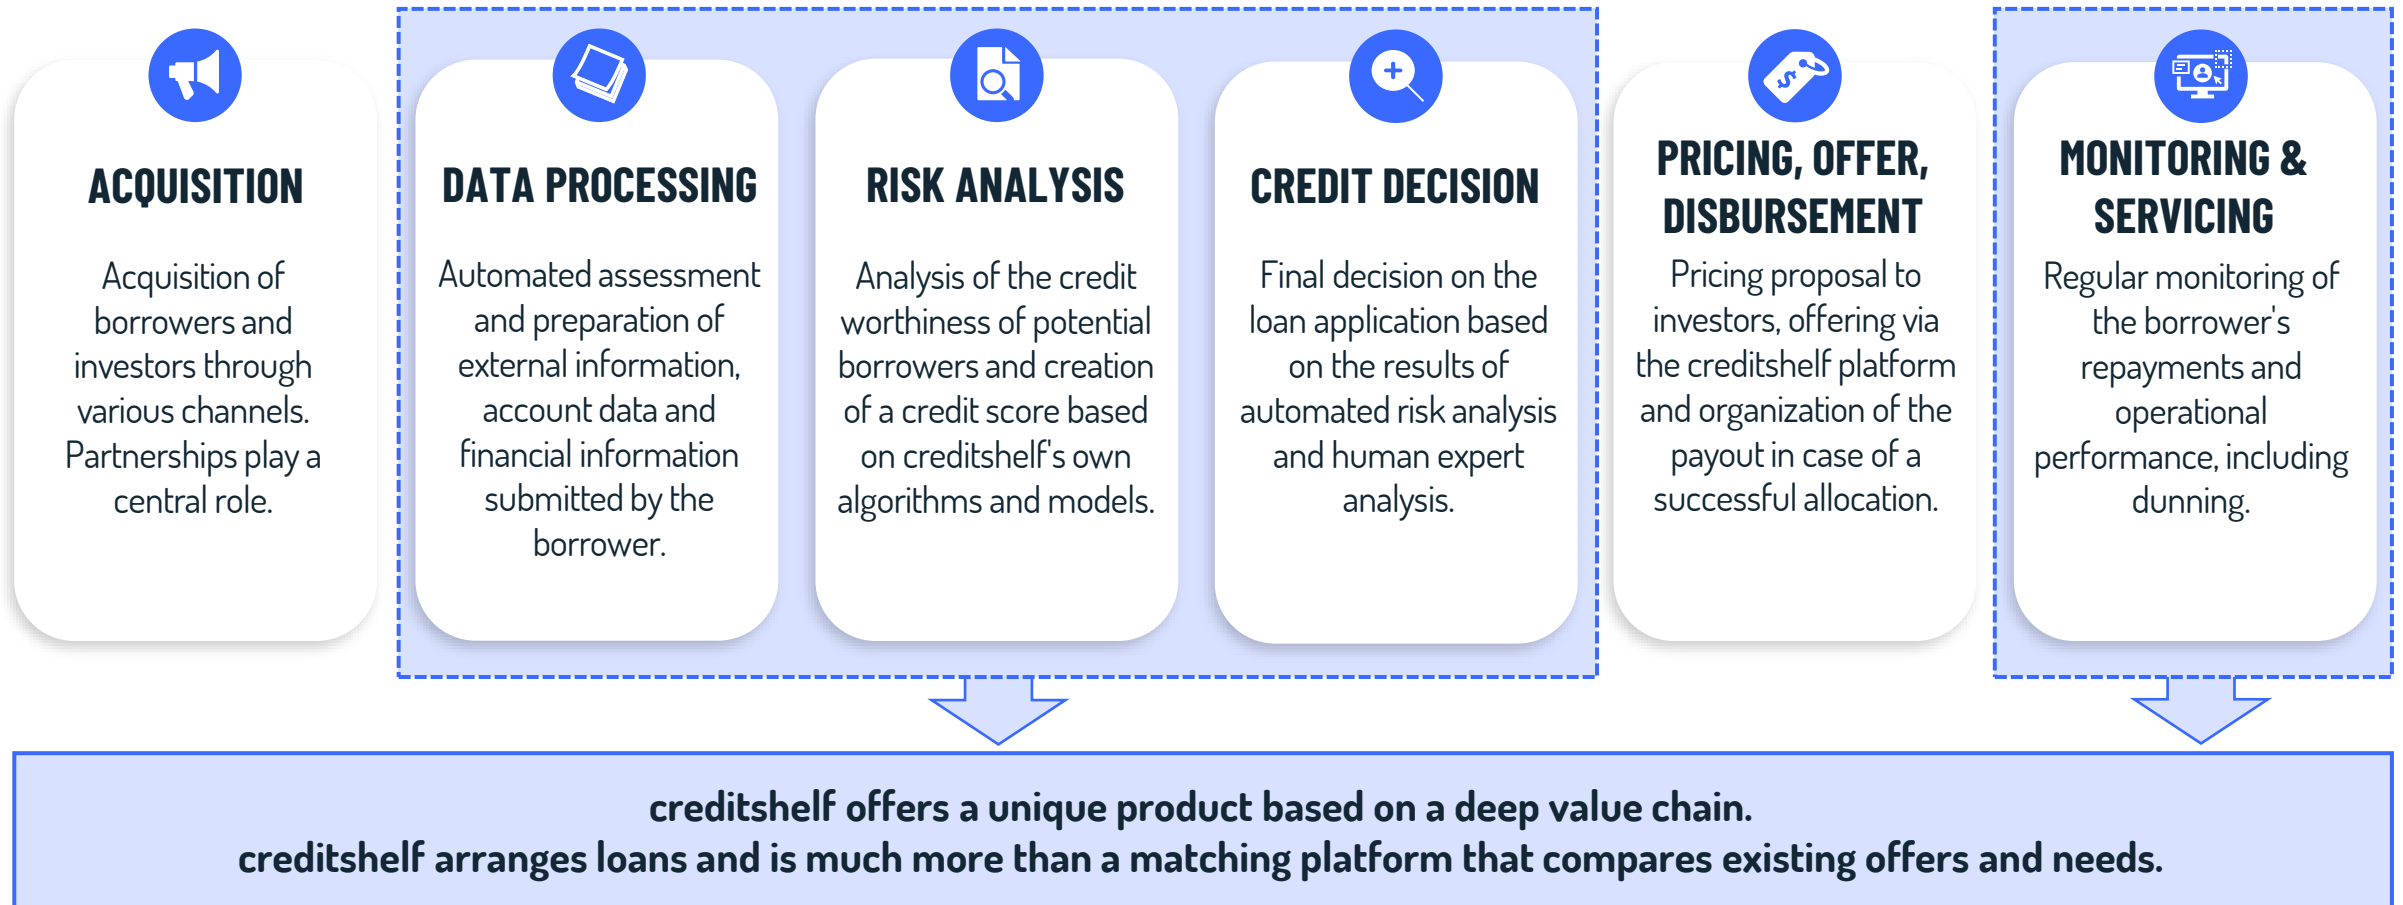 ACQUISITION
Acquisition of
borrowers and
investors through
various channels.
Partnerships play a
central role.
DATA PROCESSING
Automated assessment
and preparation of
external information,
account data and
financial information
submitted by the
borrower.
RISK ANALYSIS
Analysis of the credit
worthiness of potential
borrowers and creation
of a credit score based
on creditshelf's own
algorithms and models.
CREDIT DECISION
Final decision on the
loan application based
on the results of
automated risk analysis
and human expert
analysis.
PRICING, OFFER,
DISBURSEMENT
Pricing proposal to
investors, offering via
the creditshelf platform
and organization of the
payout in case of a
successful allocation.
MONITORING &
SERVICING
Regular monitoring of
the borrower's
repayments and
operational
performance, including
dunning.
creditshelf offers a unique product based on a deep value chain.
creditshelf arranges loans and is much more than a matching platform that compares existing offers and needs.